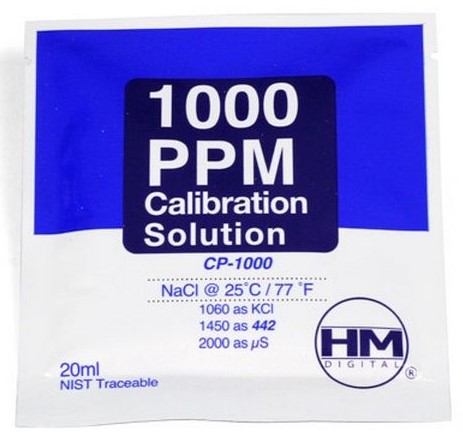 1000
PPM
Calibration
Solution
CP-1000
NaCl @ 25°C / 77 °F
1060 as KCl
1450 as 442
2000 as µS
20ml
NIST Traceable
HM
DIGITAL
®